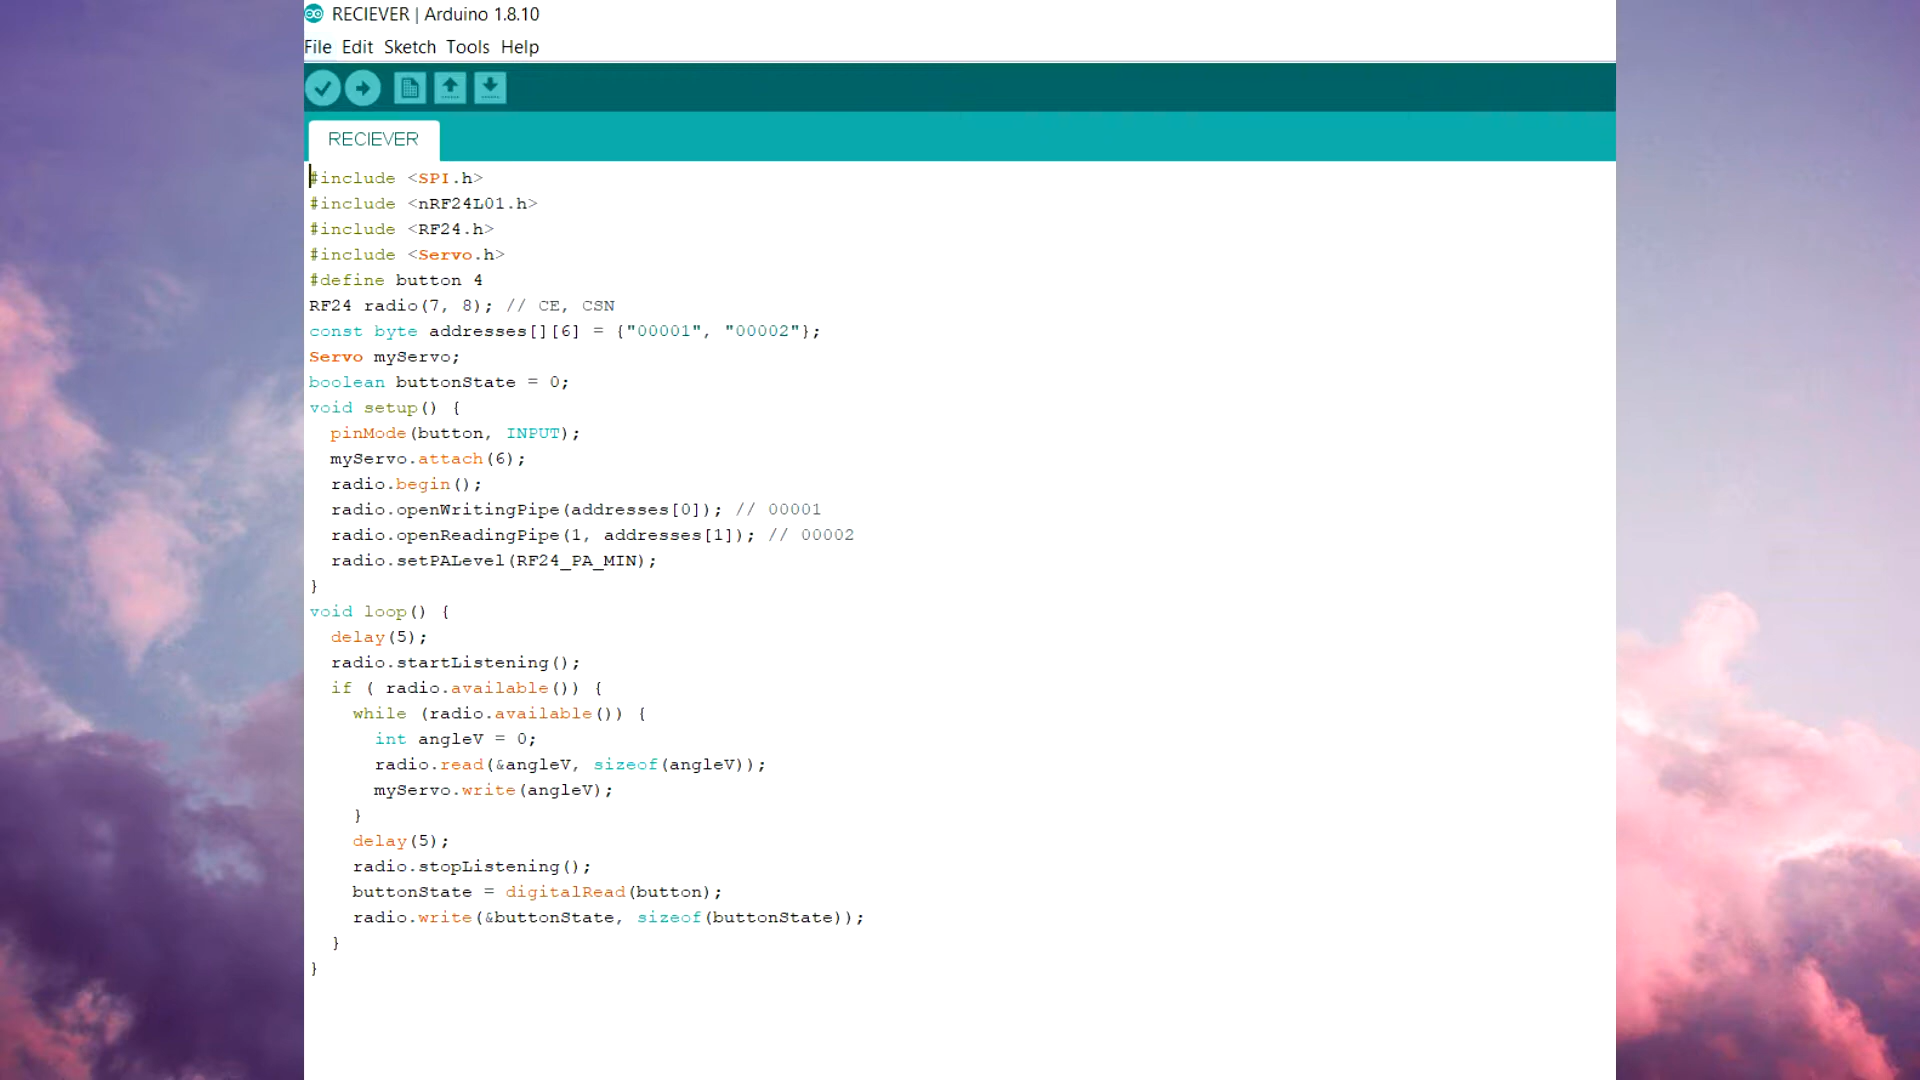 RECIEVER | Arduino 1.8.10
File Edit Sketch Tools Help
RECIEVER
#include <SPI.h>
#include <nRF24L01.h>
#include <RF24.h>
#include <Servo.h>
#define button 4
RF24 radio(7, 8); // CE, CSN
const byte addresses[][6] = {"00001", "00002"};
Servo myServo;
boolean buttonState = 0;
void setup() {
  pinMode(button, INPUT);
  myServo.attach(6);
  radio.begin();
  radio.openWritingPipe(addresses[0]); // 00001
  radio.openReadingPipe(1, addresses[1]); // 00002
  radio.setPALevel(RF24_PA_MIN);
}
void loop() {
  delay(5);
  radio.startListening();
  if ( radio.available()) {
    while (radio.available()) {
      int angleV = 0;
      radio.read(&angleV, sizeof(angleV));
      myServo.write(angleV);
    }
    delay(5);
    radio.stopListening();
    buttonState = digitalRead(button);
    radio.write(&buttonState, sizeof(buttonState));
  }
}